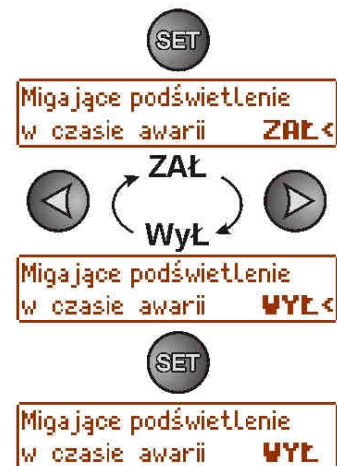 SET
Migające podświetlenie
w czasie awarii ZAŁ<
ZAŁ
WyŁ
Migające podświetlenie
w czasie awarii WYŁ<
SET
Migające podświetlenie
w czasie awarii WYŁ